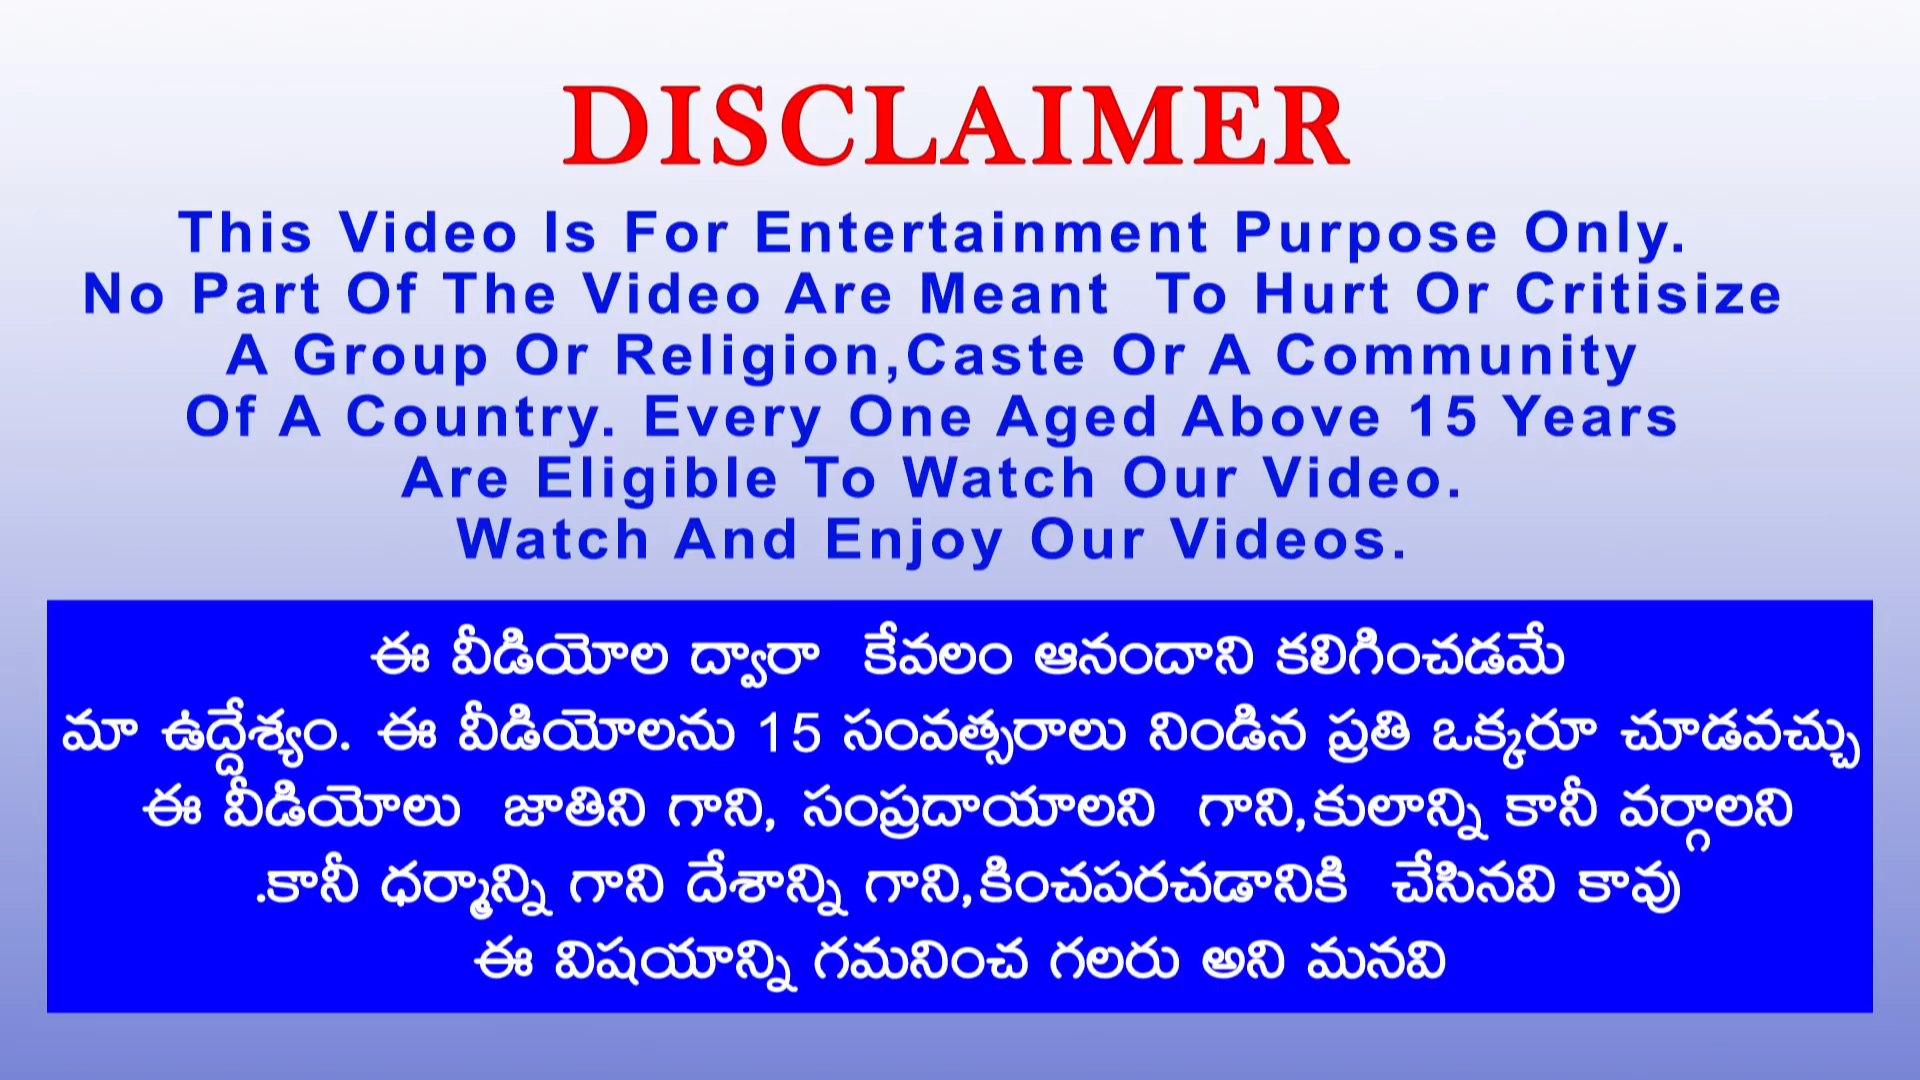 DISCLAIMER
This Video Is For Entertainment Purpose Only.
No Part Of The Video Are Meant To Hurt Or Critisize
A Group Or Religion,Caste Or A Community
Of A Country. Every One Aged Above 15 Years
Are Eligible To Watch Our Video.
Watch And Enjoy Our Videos.
ఈ వీడియోల ద్వారా కేవలం ఆనందాని కలిగించడమే
మా ఉద్దేశ్యం. ఈ వీడియోలను 15 సంవత్సరాలు నిండిన ప్రతి ఒక్కరూ చూడవచ్చు
ఈ వీడియోలు జాతిని గాని, సంప్రదాయాలని గాని,కులాన్ని కానీ వర్గాలని
.కానీ ధర్మాన్ని గాని దేశాన్ని గాని,కించపరచడానికి చేసినవి కావు
ఈ విషయాన్ని గమనించ గలరు అని మనవి